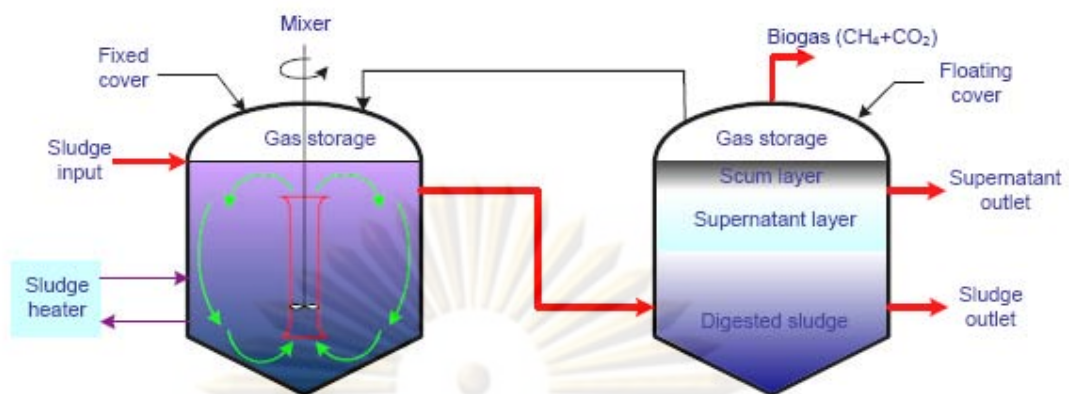 Mixer
Fixed
cover
Gas storage
Sludge
input
Sludge
heater
Biogas (CH₄+CO₂)
Floating
cover
Gas storage
Scum layer
Supernatant layer
Digested sludge
Supernatant
outlet
Sludge
outlet